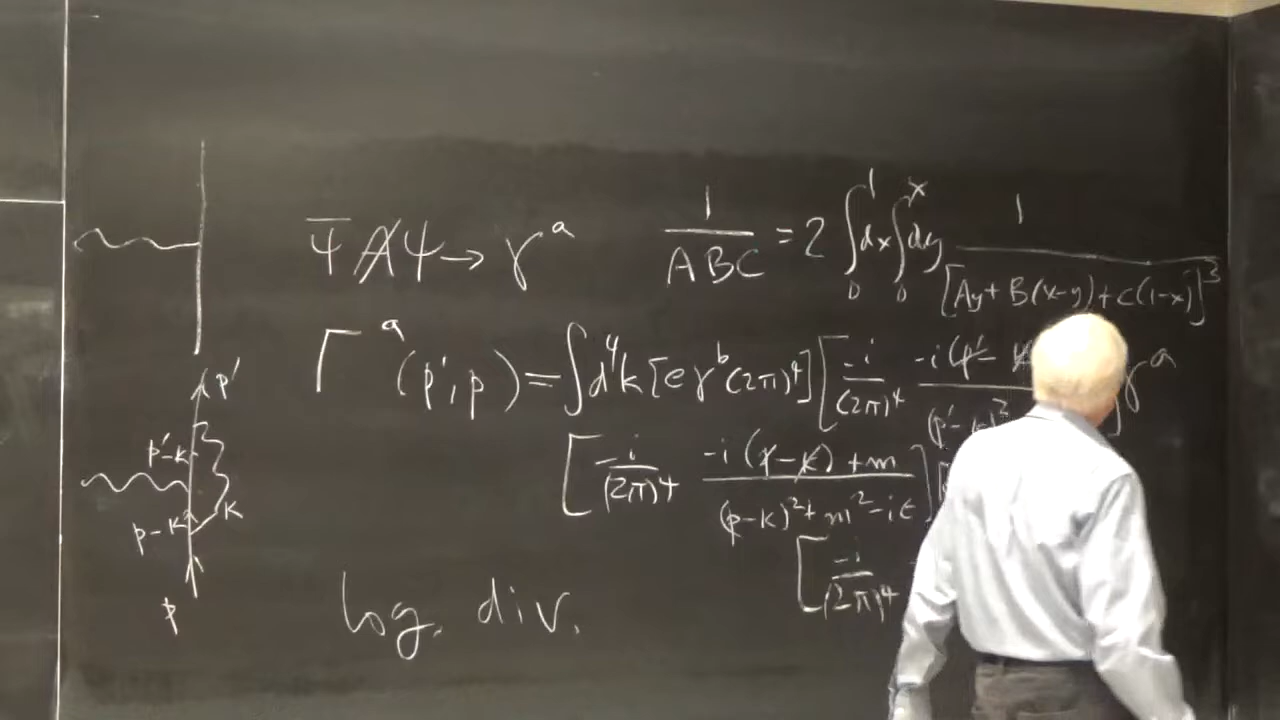 ψ̄ A̸ ψ → γ^a
1/(ABC) = 2 ∫_0^1 dx ∫_0^x dy 1/[Ay + B(x-y) + C(1-x)]^3
Γ^a (p', p) = ∫ d^4k [e γ^b (2π)^4] [-i/(2π)^4 -i(p̸' - k̸ (p'-k)^2 ] γ^a
[-i/(2π)^4 (-i(p̸-k̸)+m)/((p-k)^2+m^2-iε)] [
[-i/(2π)^4
p'
p'-k
k
p-k
p
log. div.